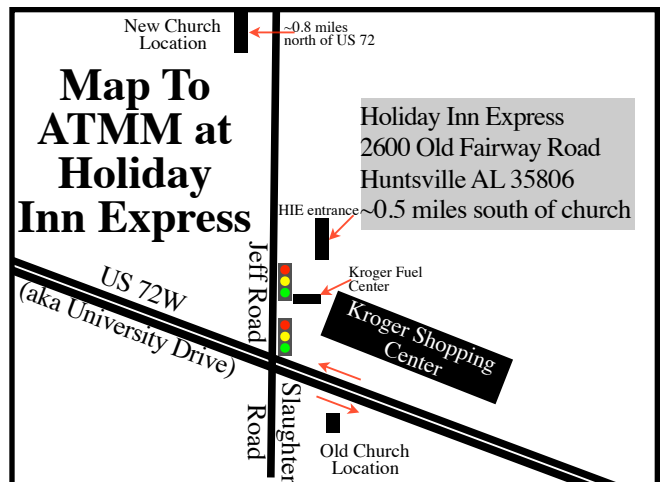 New Church
Location
~0.8 miles
north of US 72
Map To
ATMM at
Holiday
Inn Express
Holiday Inn Express
2600 Old Fairway Road
Huntsville AL 35806
~0.5 miles south of church
HIE entrance
Jeff Road
Kroger Fuel
Center
US 72W
(aka University Drive)
Kroger Shopping
Center
Slaughter
Road
Old Church
Location